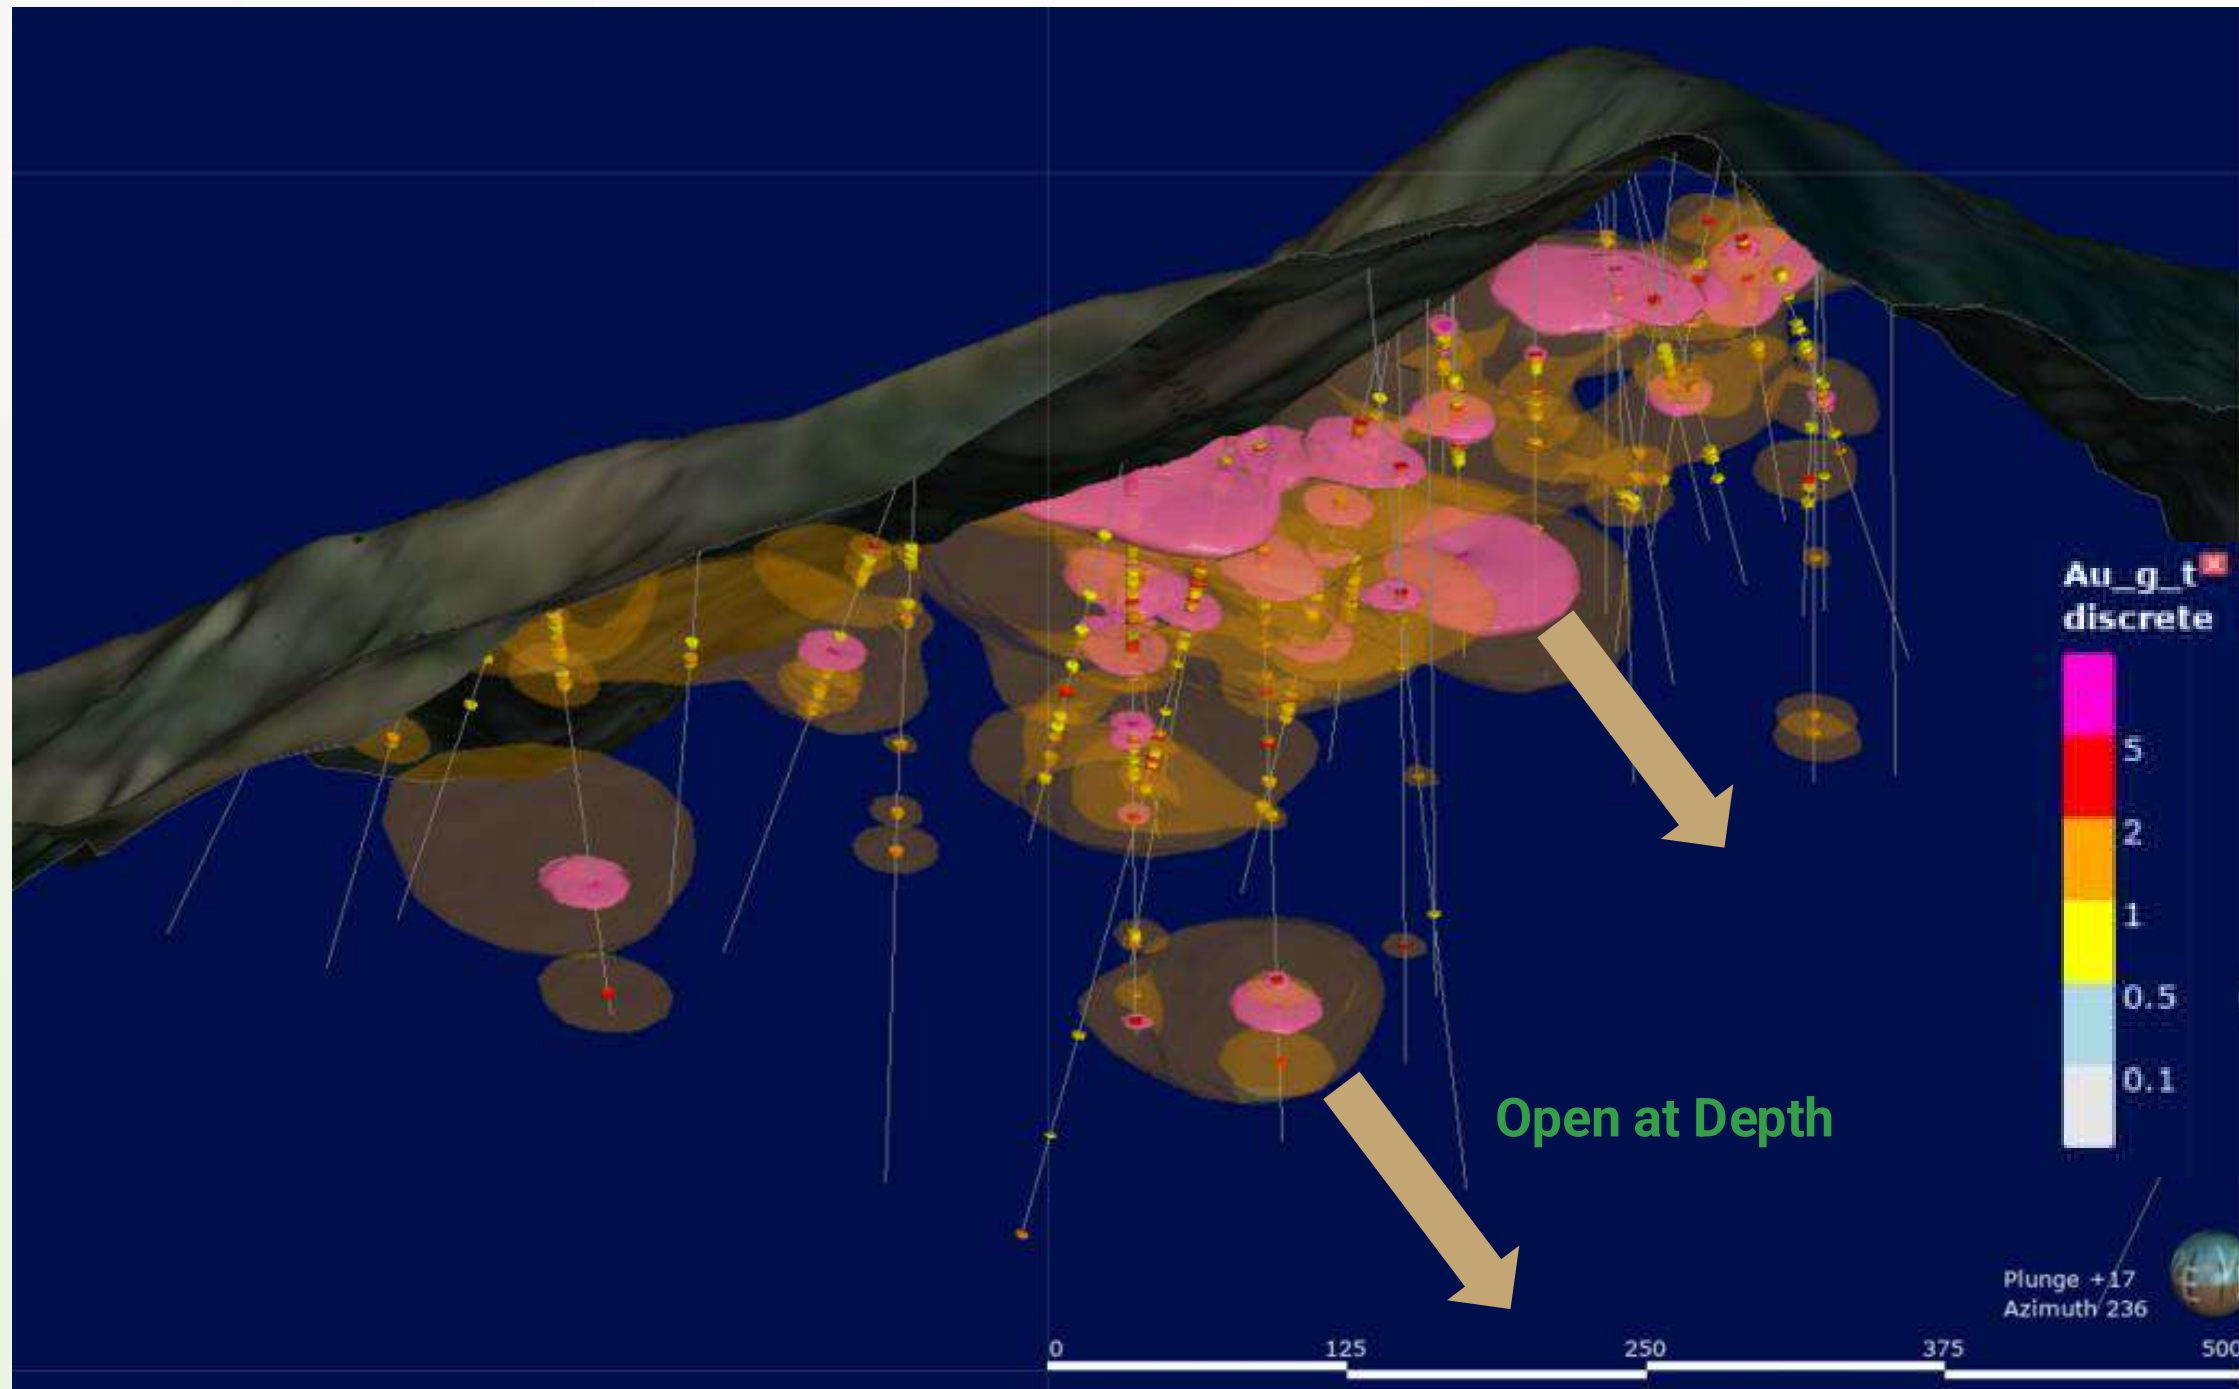 Au_g_t
discrete
5
2
1
0.5
0.1
Open at Depth
Plunge +17
Azimuth 236
E
0 125 250 375 500